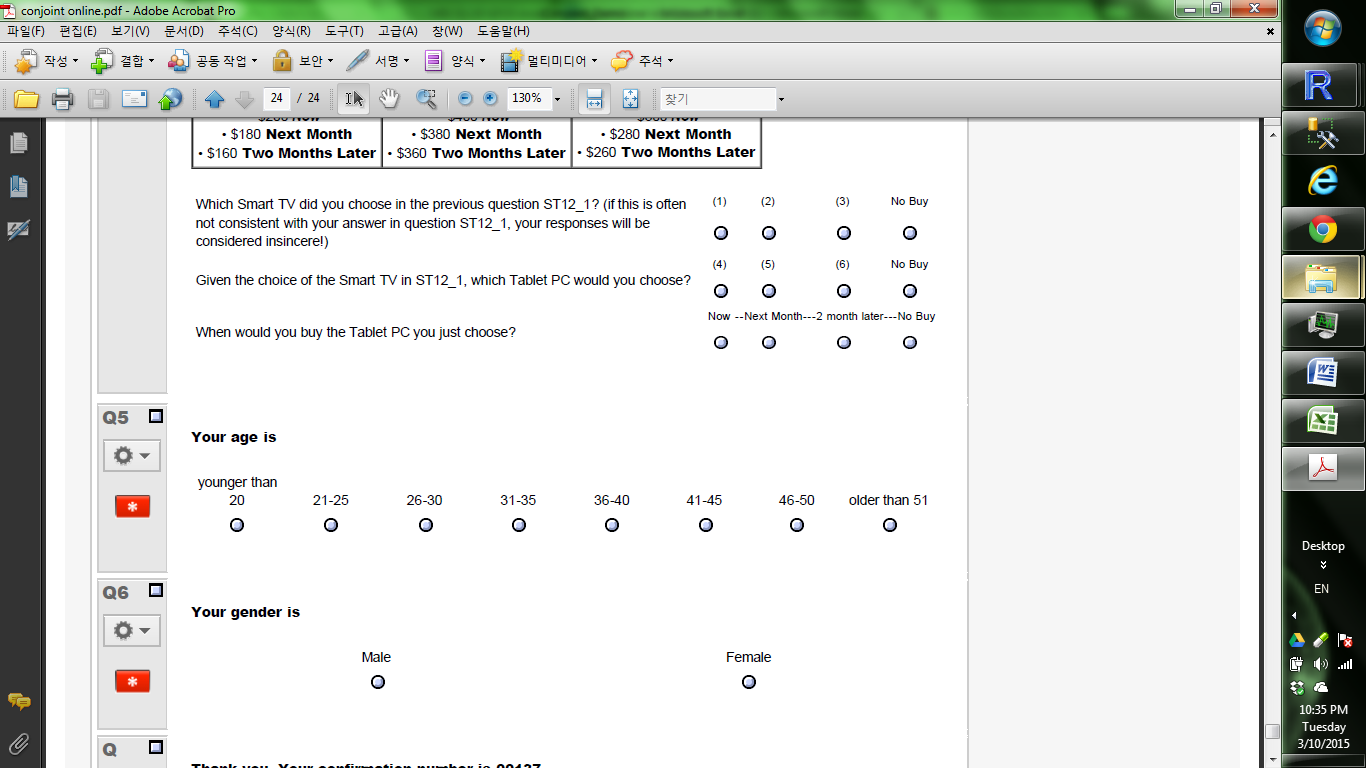 conjoint online.pdf - Adobe Acrobat Pro
파일(F) 편집(E) 보기(V) 문서(D) 주석(C) 양식(R) 도구(T) 고급(A) 창(W) 도움말(H)
작성 결합 공동 작업 보안 서명 양식 멀티미디어 주석
24 / 24 130% 찾기
• $180 Next Month • $380 Next Month • $280 Next Month
• $160 Two Months Later • $360 Two Months Later • $260 Two Months Later
Which Smart TV did you choose in the previous question ST12_1? (if this is often
not consistent with your answer in question ST12_1, your responses will be
considered insincere!)
(1) (2) (3) No Buy
Given the choice of the Smart TV in ST12_1, which Tablet PC would you choose?
(4) (5) (6) No Buy
When would you buy the Tablet PC you just choose?
Now --Next Month---2 month later---No Buy
Q5
Your age is
younger than
20 21-25 26-30 31-35 36-40 41-45 46-50 older than 51
Q6
Your gender is
Male Female
Q
Thank you. Your confirmation number is 00137
Desktop
EN
10:35 PM
Tuesday
3/10/2015